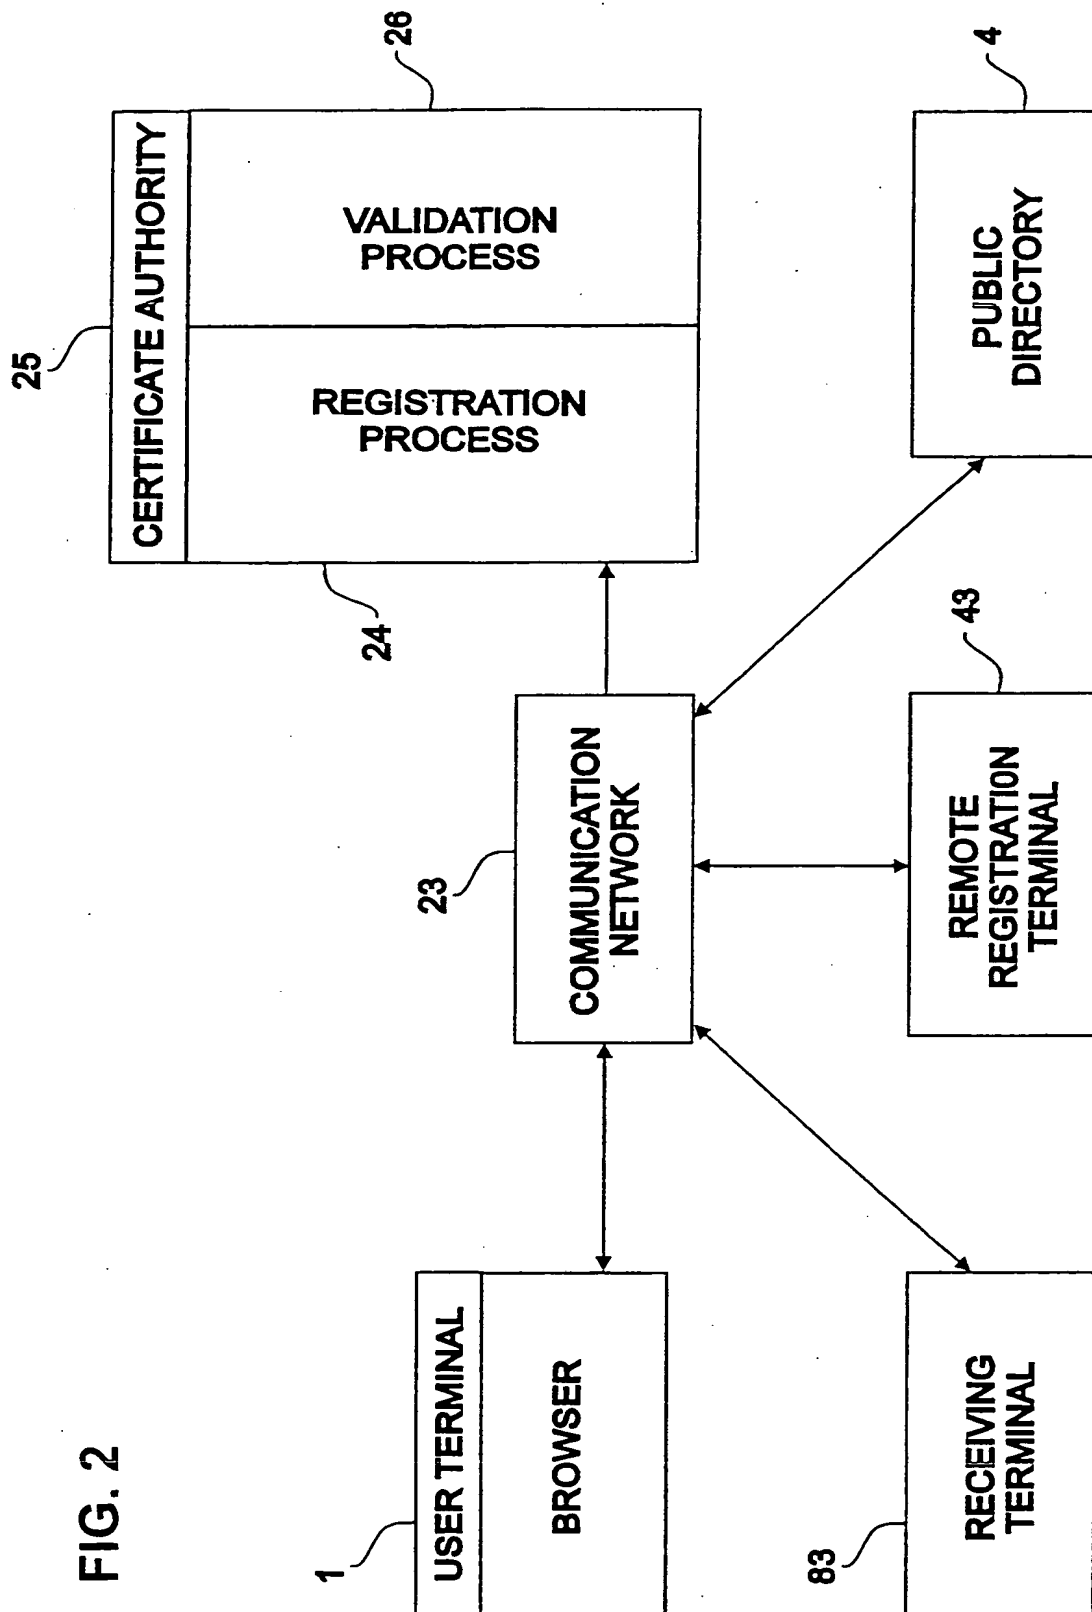 FIG. 2
1
USER TERMINAL
BROWSER
23
COMMUNICATION
NETWORK
25
CERTIFICATE AUTHORITY
24
REGISTRATION
PROCESS
VALIDATION
PROCESS
26
83
RECEIVING
TERMINAL
REMOTE
REGISTRATION
TERMINAL
43
PUBLIC
DIRECTORY
4